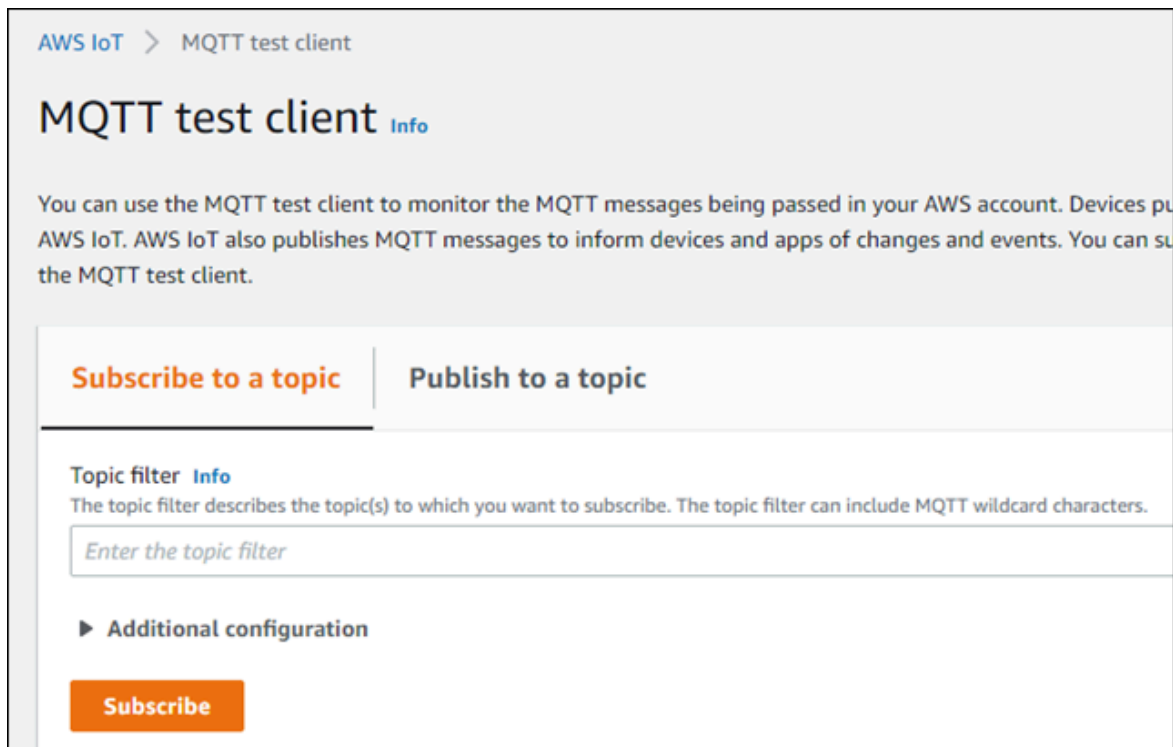 AWS IoT > MQTT test client
MQTT test client Info
You can use the MQTT test client to monitor the MQTT messages being passed in your AWS account. Devices
AWS IoT. AWS IoT also publishes MQTT messages to inform devices and apps of changes and events. You can
the MQTT test client.
Subscribe to a topic Publish to a topic
Topic filter Info
The topic filter describes the topic(s) to which you want to subscribe. The topic filter can include MQTT wildcard characters.
Enter the topic filter
Additional configuration
Subscribe